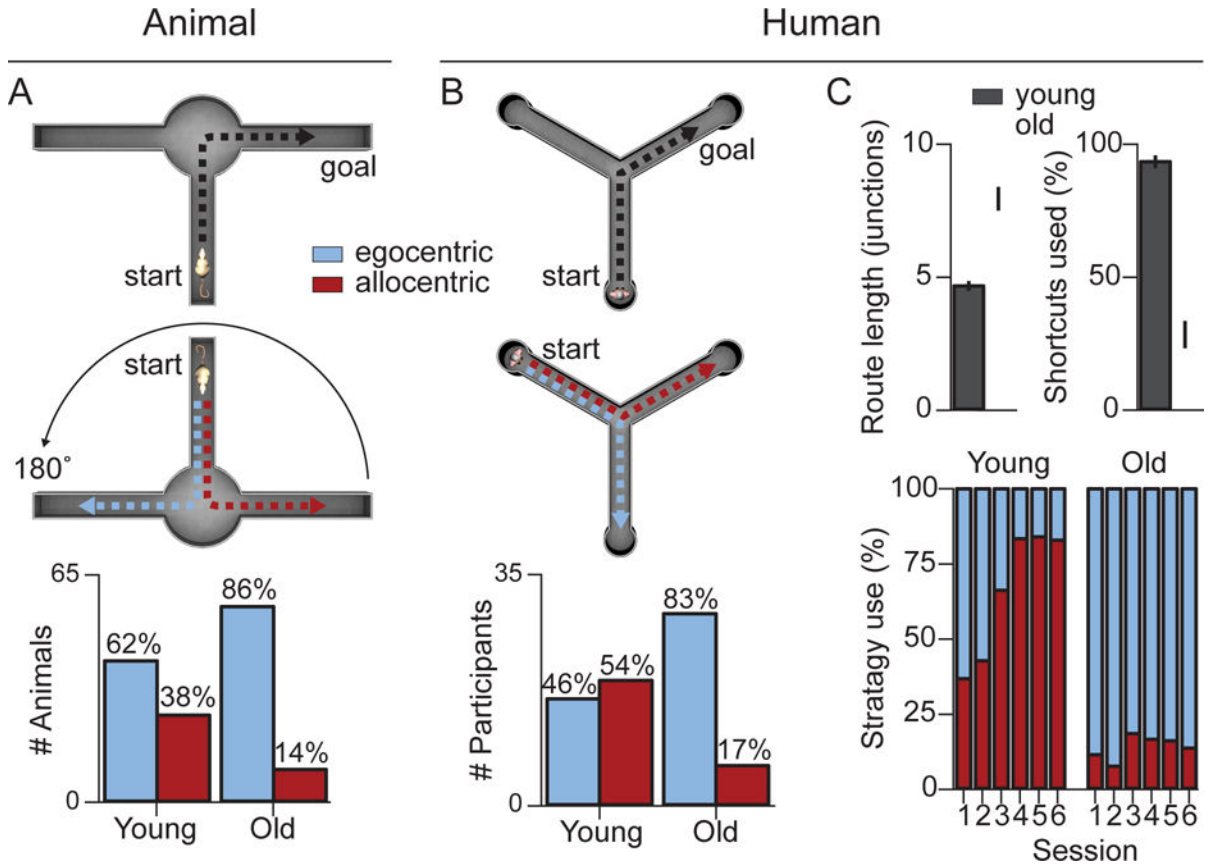 Animal
Human
A
goal
start
egocentric
allocentric
start
180°
# Animals
65
0
62%
38%
86%
14%
Young
Old
B
goal
start
# Participants
35
0
46%
54%
83%
17%
Young
Old
C
young
old
Route length (junctions)
10
5
0
Shortcuts used (%)
100
50
0
Young
Old
Stratagy use (%)
100
75
50
25
0
1 2 3 4 5 6
1 2 3 4 5 6
Session